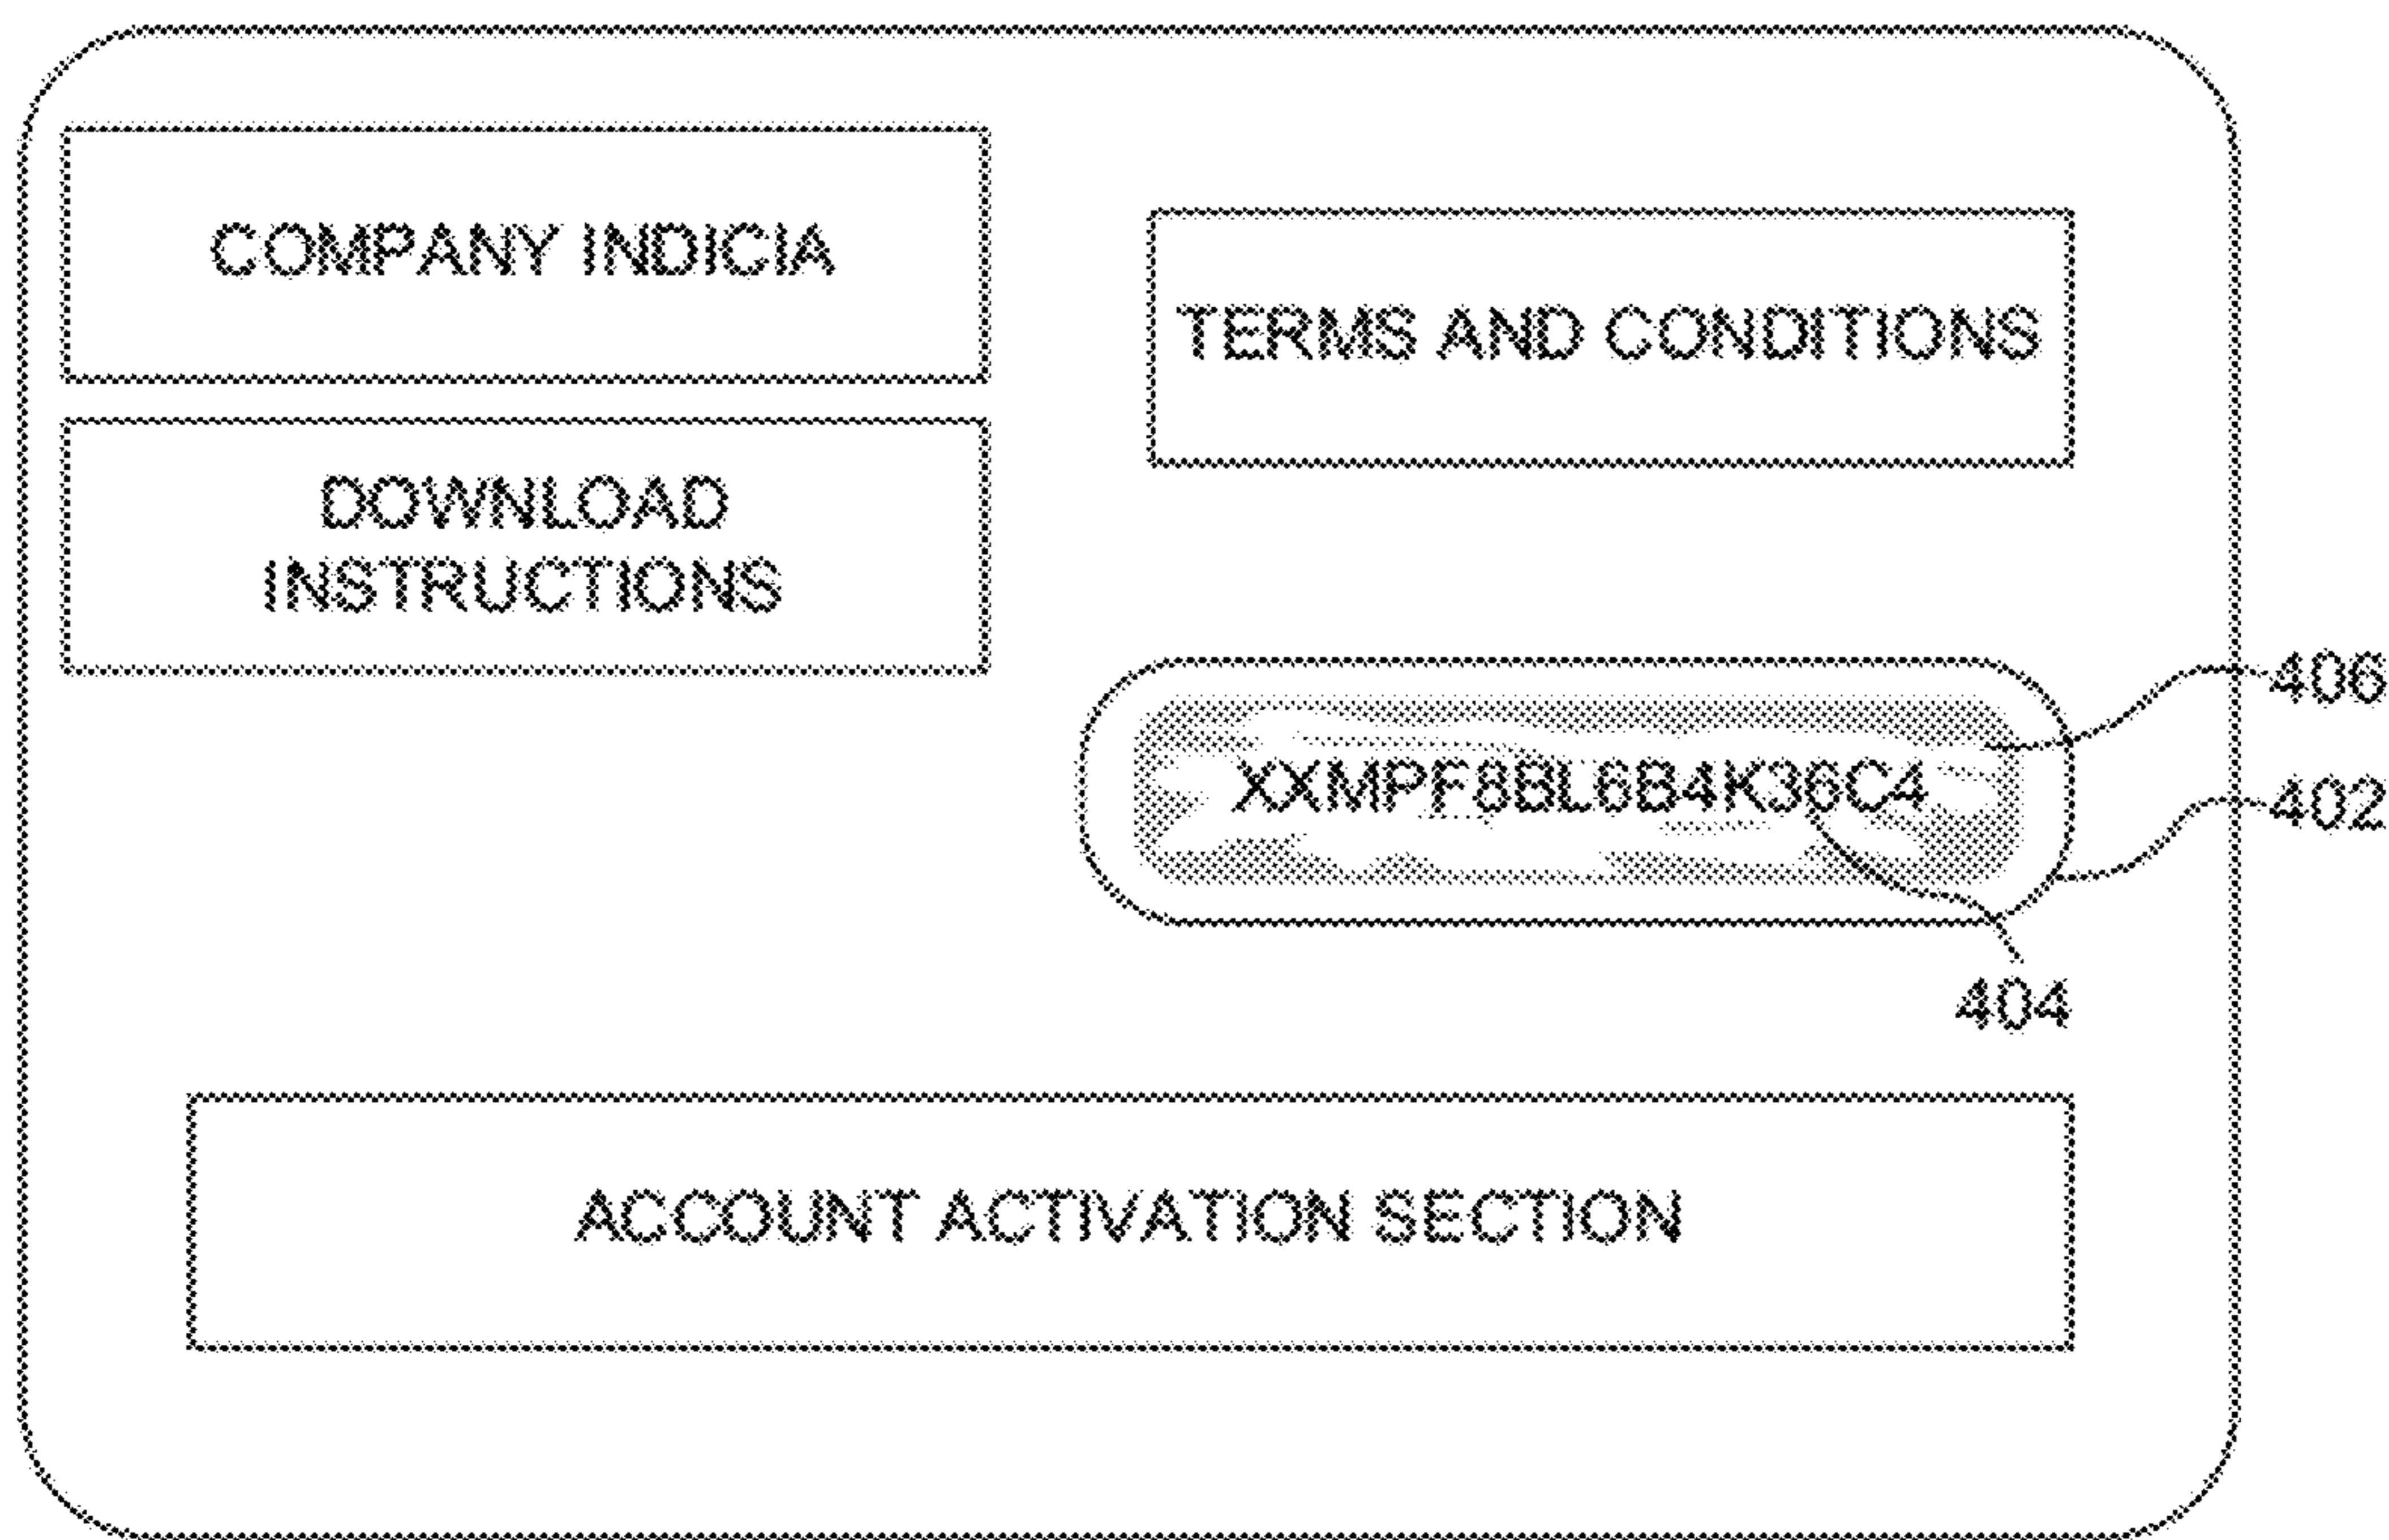 COMPANY INDICIA
TERMS AND CONDITIONS
DOWNLOAD
INSTRUCTIONS
406
XXMPF8BL6B4K36C4
402
404
ACCOUNT ACTIVATION SECTION